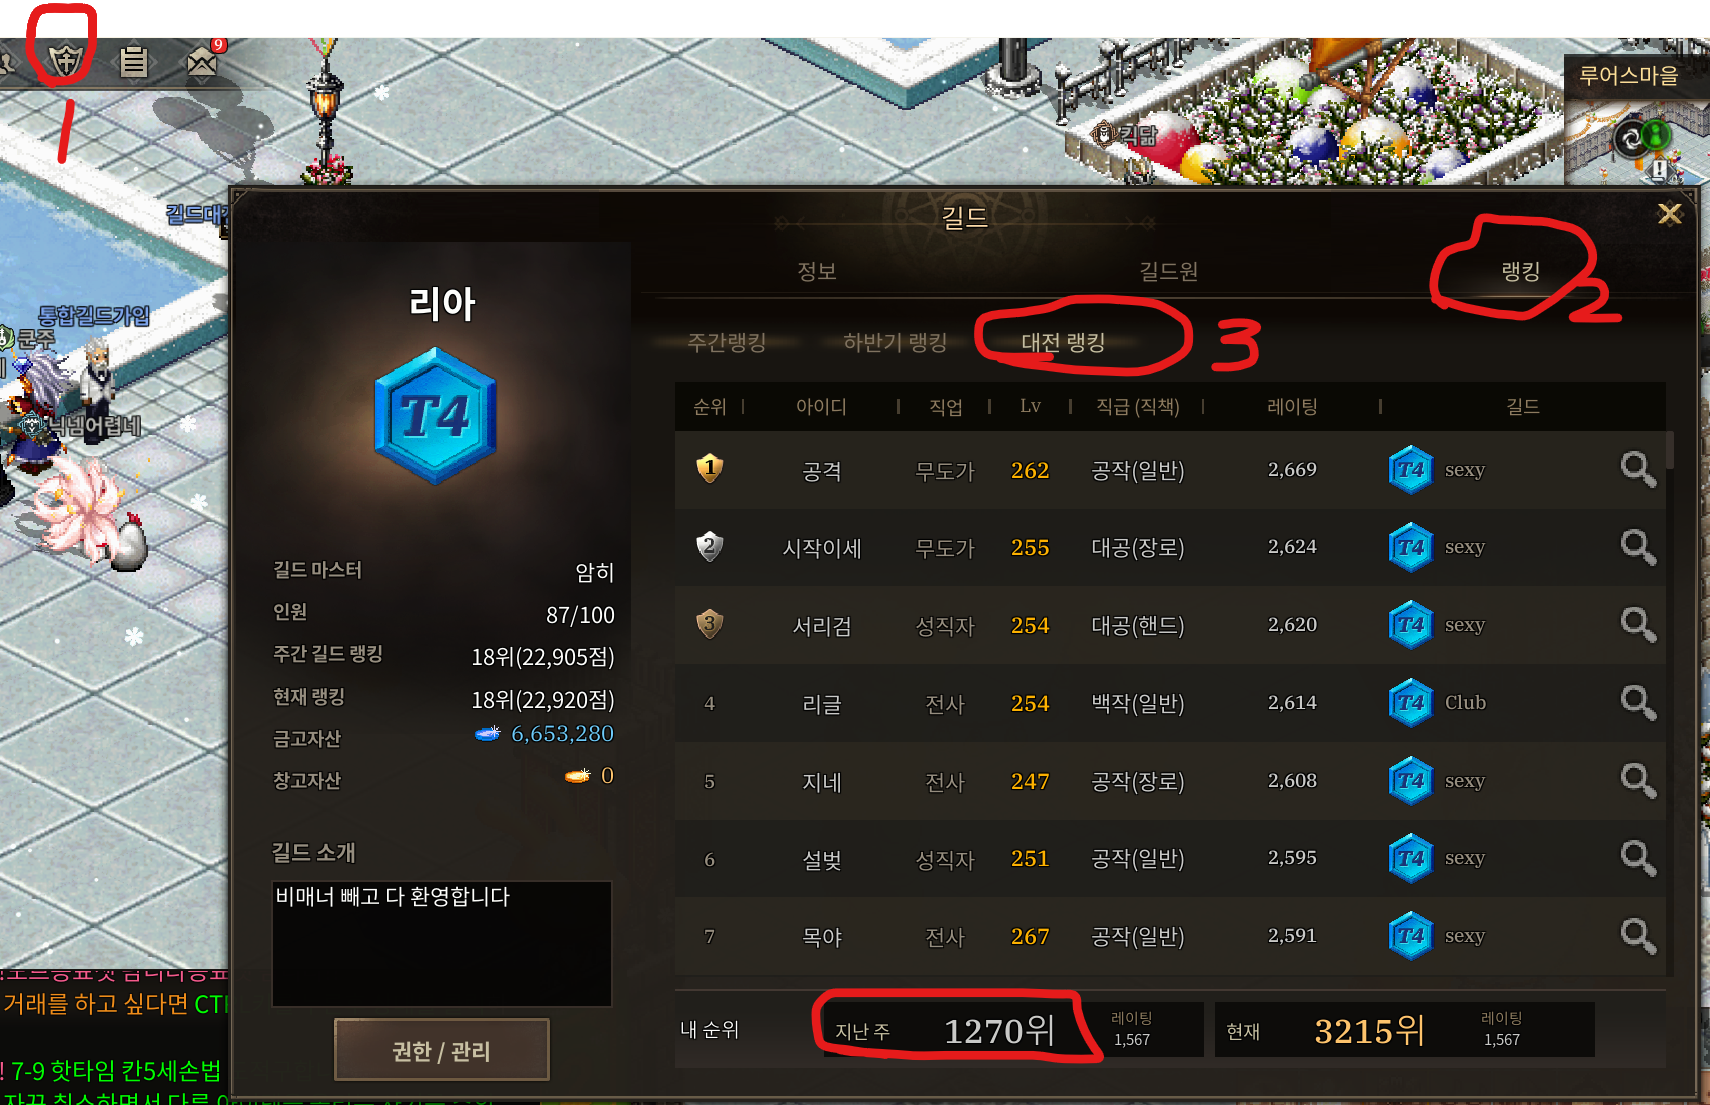 9
1
루어스마을
킥닮
길드대
길드
정보
길드원
랭킹
2
리아
T4
주간랭킹
하반기 랭킹
대전 랭킹
3
통합길드가입
군주
닉넴어렵네
순위 아이디 직업 Lv 직급 (직책) 레이팅 길드
1 공격 무도가 262 공작(일반) 2,669 T4 sexy
2 시작이세 무도가 255 대공(장로) 2,624 T4 sexy
3 서리검 성직자 254 대공(핸드) 2,620 T4 sexy
4 리글 전사 254 백작(일반) 2,614 T4 Club
5 지네 전사 247 공작(장로) 2,608 T4 sexy
6 설벚 성직자 251 공작(일반) 2,595 T4 sexy
7 목야 전사 267 공작(일반) 2,591 T4 sexy
길드 마스터 암히
인원 87/100
주간 길드 랭킹 18위(22,905점)
현재 랭킹 18위(22,920점)
금고자산 6,653,280
창고자산 0
길드 소개
비매너 빼고 다 환영합니다
권한 / 관리
내 순위
지난 주 1270위 레이팅 1,567
현재 3215위 레이팅 1,567
거래를 하고 싶다면
! 7-9 핫타임 칸5세손법